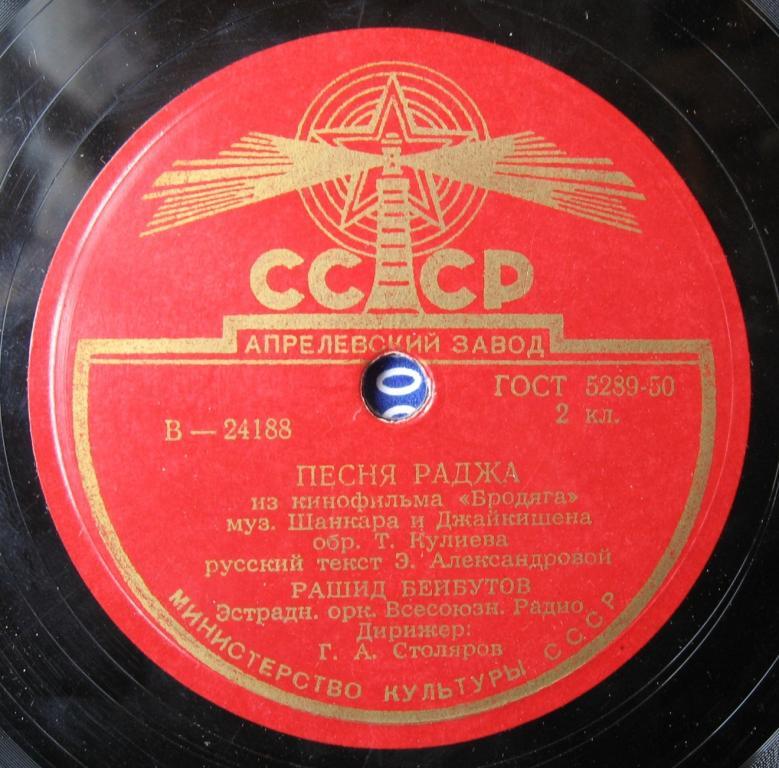 СССР
АПРЕЛЕВСКИЙ ЗАВОД
ГОСТ 5289-50
2 кл.
В — 24188
ПЕСНЯ РАДЖА
из кинофильма «Бродяга»
муз. Шанкара и Джайкишена
обр. Т. Кулиева
русский текст Э. Александровой
РАШИД БЕЙБУТОВ
Эстрадн. орк. Всесоюзн. Радио
Дирижер:
Г. А. Столяров
МИНИСТЕРСТВО КУЛЬТУРЫ СССР